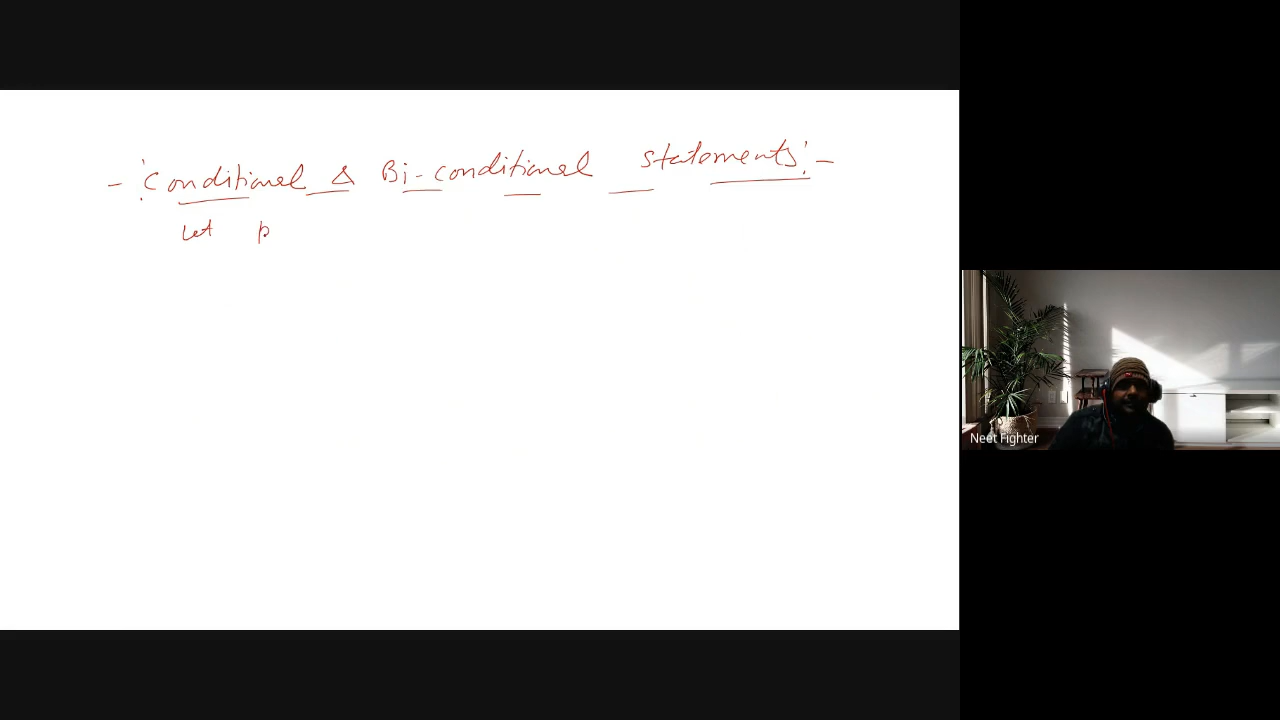 -: Conditional & Bi-conditional statements :-
Let p
Neet Fighter